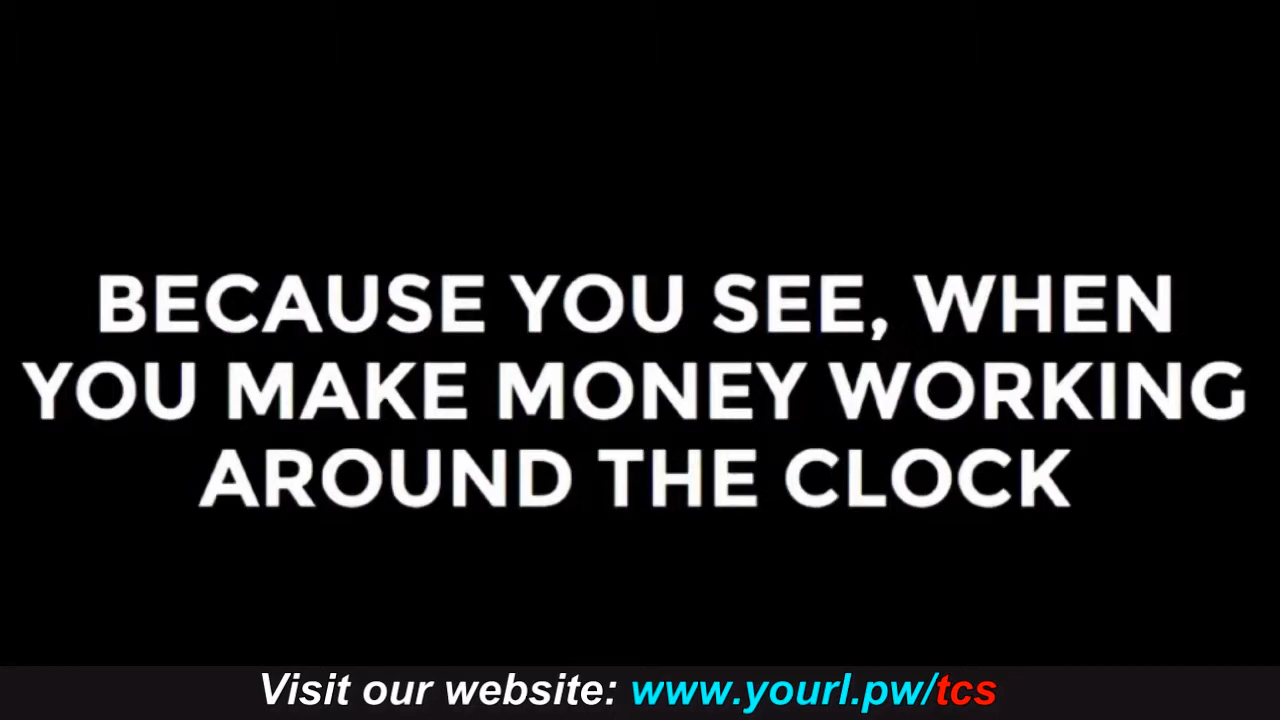 BECAUSE YOU SEE, WHEN
YOU MAKE MONEY WORKING
AROUND THE CLOCK
Visit our website: www.yourl.pw/tcs